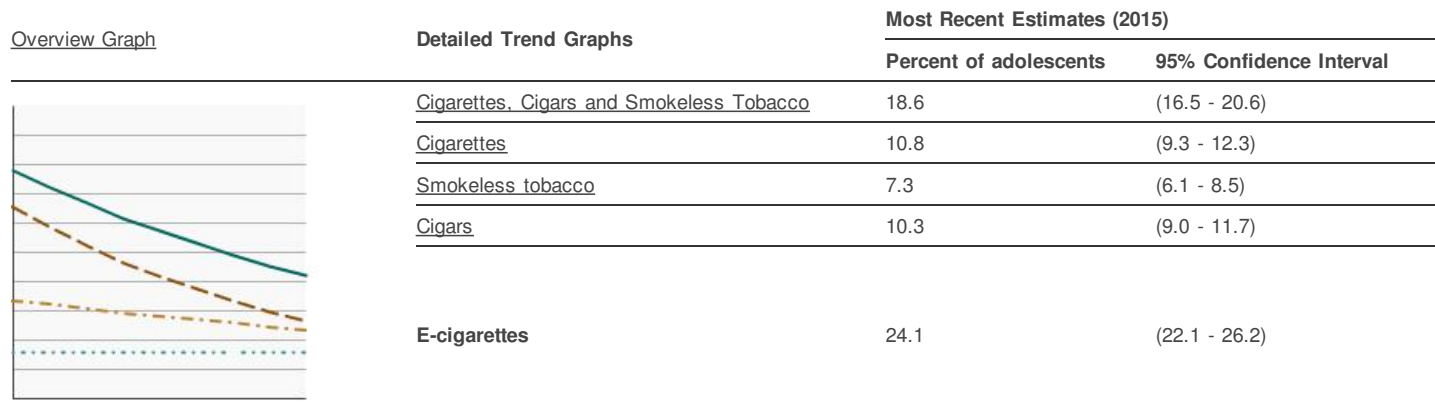 Overview Graph
Detailed Trend Graphs
Most Recent Estimates (2015)
Percent of adolescents
95% Confidence Interval
Cigarettes, Cigars and Smokeless Tobacco 18.6 (16.5 - 20.6)
Cigarettes 10.8 (9.3 - 12.3)
Smokeless tobacco 7.3 (6.1 - 8.5)
Cigars 10.3 (9.0 - 11.7)
E-cigarettes 24.1 (22.1 - 26.2)